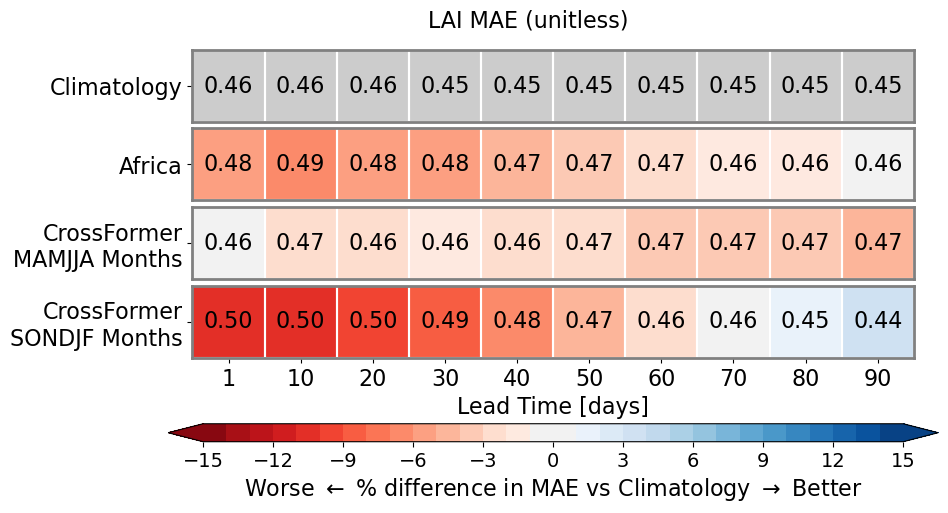 LAI MAE (unitless)
Climatology 0.46 0.46 0.46 0.45 0.45 0.45 0.45 0.45 0.45 0.45
Africa 0.48 0.49 0.48 0.48 0.47 0.47 0.47 0.46 0.46 0.46
CrossFormer
MAMJJA Months 0.46 0.47 0.46 0.46 0.46 0.47 0.47 0.47 0.47 0.47
CrossFormer
SONDJF Months 0.50 0.50 0.50 0.49 0.48 0.47 0.46 0.46 0.45 0.44
1 10 20 30 40 50 60 70 80 90
Lead Time [days]
−15 −12 −9 −6 −3 0 3 6 9 12 15
Worse ← % difference in MAE vs Climatology → Better